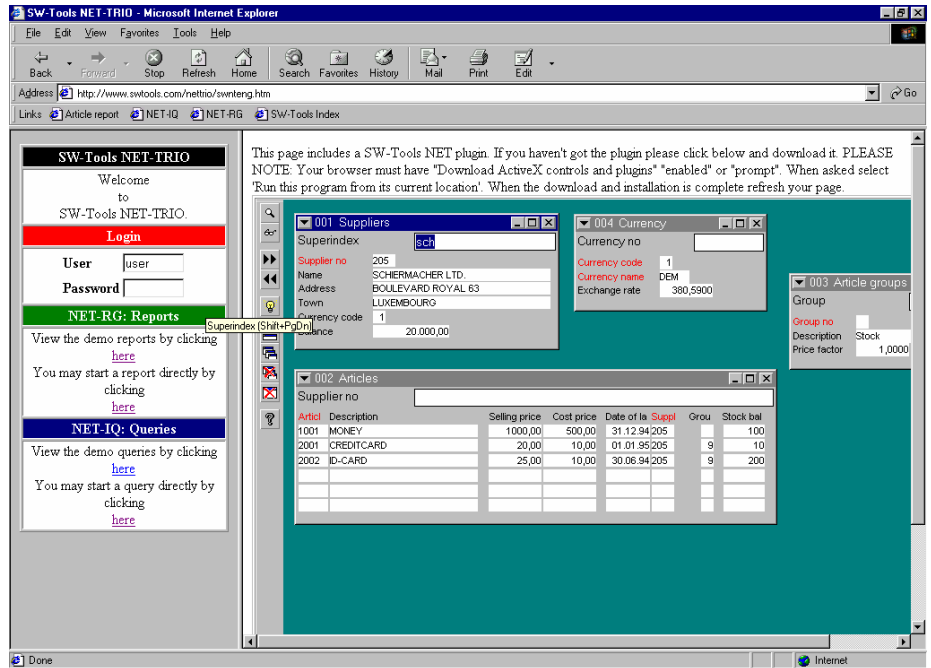 SW-Tools NET-TRIO - Microsoft Internet Explorer
File Edit View Favorites Tools Help
Back Forward Stop Refresh Home Search Favorites History Mail Print Edit
Address http://www.swtools.com/nettrio/swnteng.htm Go
Links Article report NET-IQ NET-RG SW-Tools Index
SW-Tools NET-TRIO
Welcome
to
SW-Tools NET-TRIO.
Login
User user
Password
NET-RG: Reports
View the demo reports by clicking
here
You may start a report directly by
clicking
here
NET-IQ: Queries
View the demo queries by clicking
here
You may start a query directly by
clicking
here
This page includes a SW-Tools NET plugin. If you haven't got the plugin please click below and download it. PLEASE
NOTE: Your browser must have "Download ActiveX controls and plugins" "enabled" or "prompt". When asked select
'Run this program from its current location'. When the download and installation is complete refresh your page.
001 Suppliers
Superindex sch
Supplier no 205
Name SCHIERMACHER LTD.
Address BOULEVARD ROYAL 63
Town LUXEMBOURG
Currency code 1
Balance 20.000,00
Superindex (Shift+PgDn)
004 Currency
Currency no
Currency code 1
Currency name DEM
Exchange rate 380,5900
003 Article groups
Group
Group no
Description Stock
Price factor 1,0000
002 Articles
Supplier no
Articl Description Selling price Cost price Date of la Suppl Grou Stock bal
1001 MONEY 1000,00 500,00 31.12.94 205 100
2001 CREDITCARD 20,00 10,00 01.01.95 205 9 10
2002 ID-CARD 25,00 10,00 30.06.94 205 9 200
Done Internet